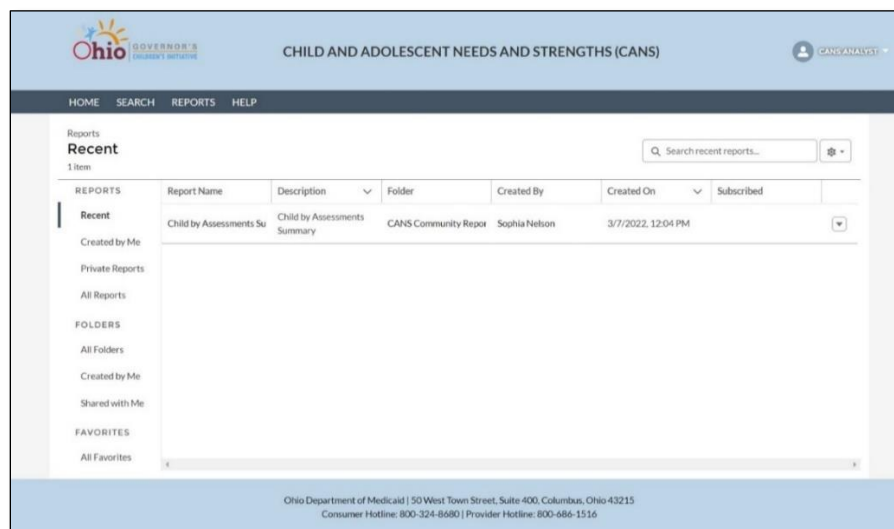 Ohio
GOVERNOR'S
CHILDREN'S INITIATIVE
CHILD AND ADOLESCENT NEEDS AND STRENGTHS (CANS)
CANS ANALYST
HOME SEARCH REPORTS HELP
Reports
Recent
1 item
Search recent reports...
REPORTS
Recent
Created by Me
Private Reports
All Reports
FOLDERS
All Folders
Created by Me
Shared with Me
FAVORITES
All Favorites
Report Name Description Folder Created By Created On Subscribed
Child by Assessments Su Child by Assessments Summary CANS Community Repor Sophia Nelson 3/7/2022, 12:04 PM
Ohio Department of Medicaid | 50 West Town Street, Suite 400, Columbus, Ohio 43215
Consumer Hotline: 800-324-8680 | Provider Hotline: 800-686-1516